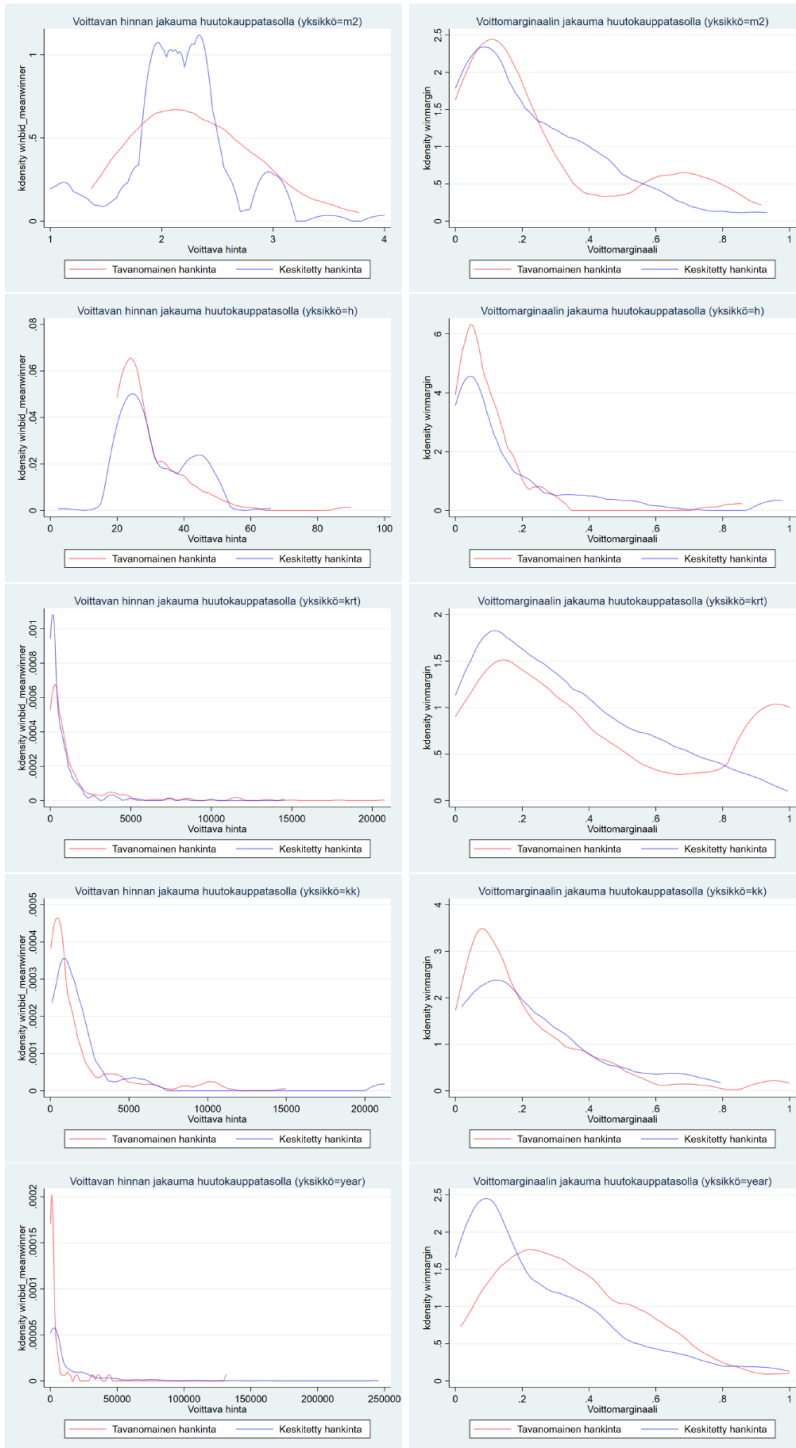 Voittavan hinnan jakauma huutokauppatasolla (yksikkö=m2)
kdensity winbid_meanwinner
0
.5
1
1
2
3
4
Voittava hinta
Tavanomainen hankinta
Keskitetty hankinta
Voittomarginaalin jakauma huutokauppatasolla (yksikkö=m2)
kdensity winmargin
0
.5
1
1.5
2
2.5
0
.2
.4
.6
.8
1
Voittomarginaali
Tavanomainen hankinta
Keskitetty hankinta
Voittavan hinnan jakauma huutokauppatasolla (yksikkö=h)
kdensity winbid_meanwinner
0
.02
.04
.06
.08
0
20
40
60
80
100
Voittava hinta
Tavanomainen hankinta
Keskitetty hankinta
Voittomarginaalin jakauma huutokauppatasolla (yksikkö=h)
kdensity winmargin
0
2
4
6
0
.2
.4
.6
.8
1
Voittomarginaali
Tavanomainen hankinta
Keskitetty hankinta
Voittavan hinnan jakauma huutokauppatasolla (yksikkö=krt)
kdensity winbid_meanwinner
0
.0002
.0004
.0006
.0008
.001
0
5000
10000
15000
20000
Voittava hinta
Tavanomainen hankinta
Keskitetty hankinta
Voittomarginaalin jakauma huutokauppatasolla (yksikkö=krt)
kdensity winmargin
0
.5
1
1.5
2
0
.2
.4
.6
.8
1
Voittomarginaali
Tavanomainen hankinta
Keskitetty hankinta
Voittavan hinnan jakauma huutokauppatasolla (yksikkö=kk)
kdensity winbid_meanwinner
0
.0001
.0002
.0003
.0004
.0005
0
5000
10000
15000
20000
Voittava hinta
Tavanomainen hankinta
Keskitetty hankinta
Voittomarginaalin jakauma huutokauppatasolla (yksikkö=kk)
kdensity winmargin
0
1
2
3
4
0
.2
.4
.6
.8
1
Voittomarginaali
Tavanomainen hankinta
Keskitetty hankinta
Voittavan hinnan jakauma huutokauppatasolla (yksikkö=year)
kdensity winbid_meanwinner
0
.00005
.0001
.00015
.0002
0
50000
100000
150000
200000
250000
Voittava hinta
Tavanomainen hankinta
Keskitetty hankinta
Voittomarginaalin jakauma huutokauppatasolla (yksikkö=year)
kdensity winmargin
0
.5
1
1.5
2
2.5
0
.2
.4
.6
.8
1
Voittomarginaali
Tavanomainen hankinta
Keskitetty hankinta